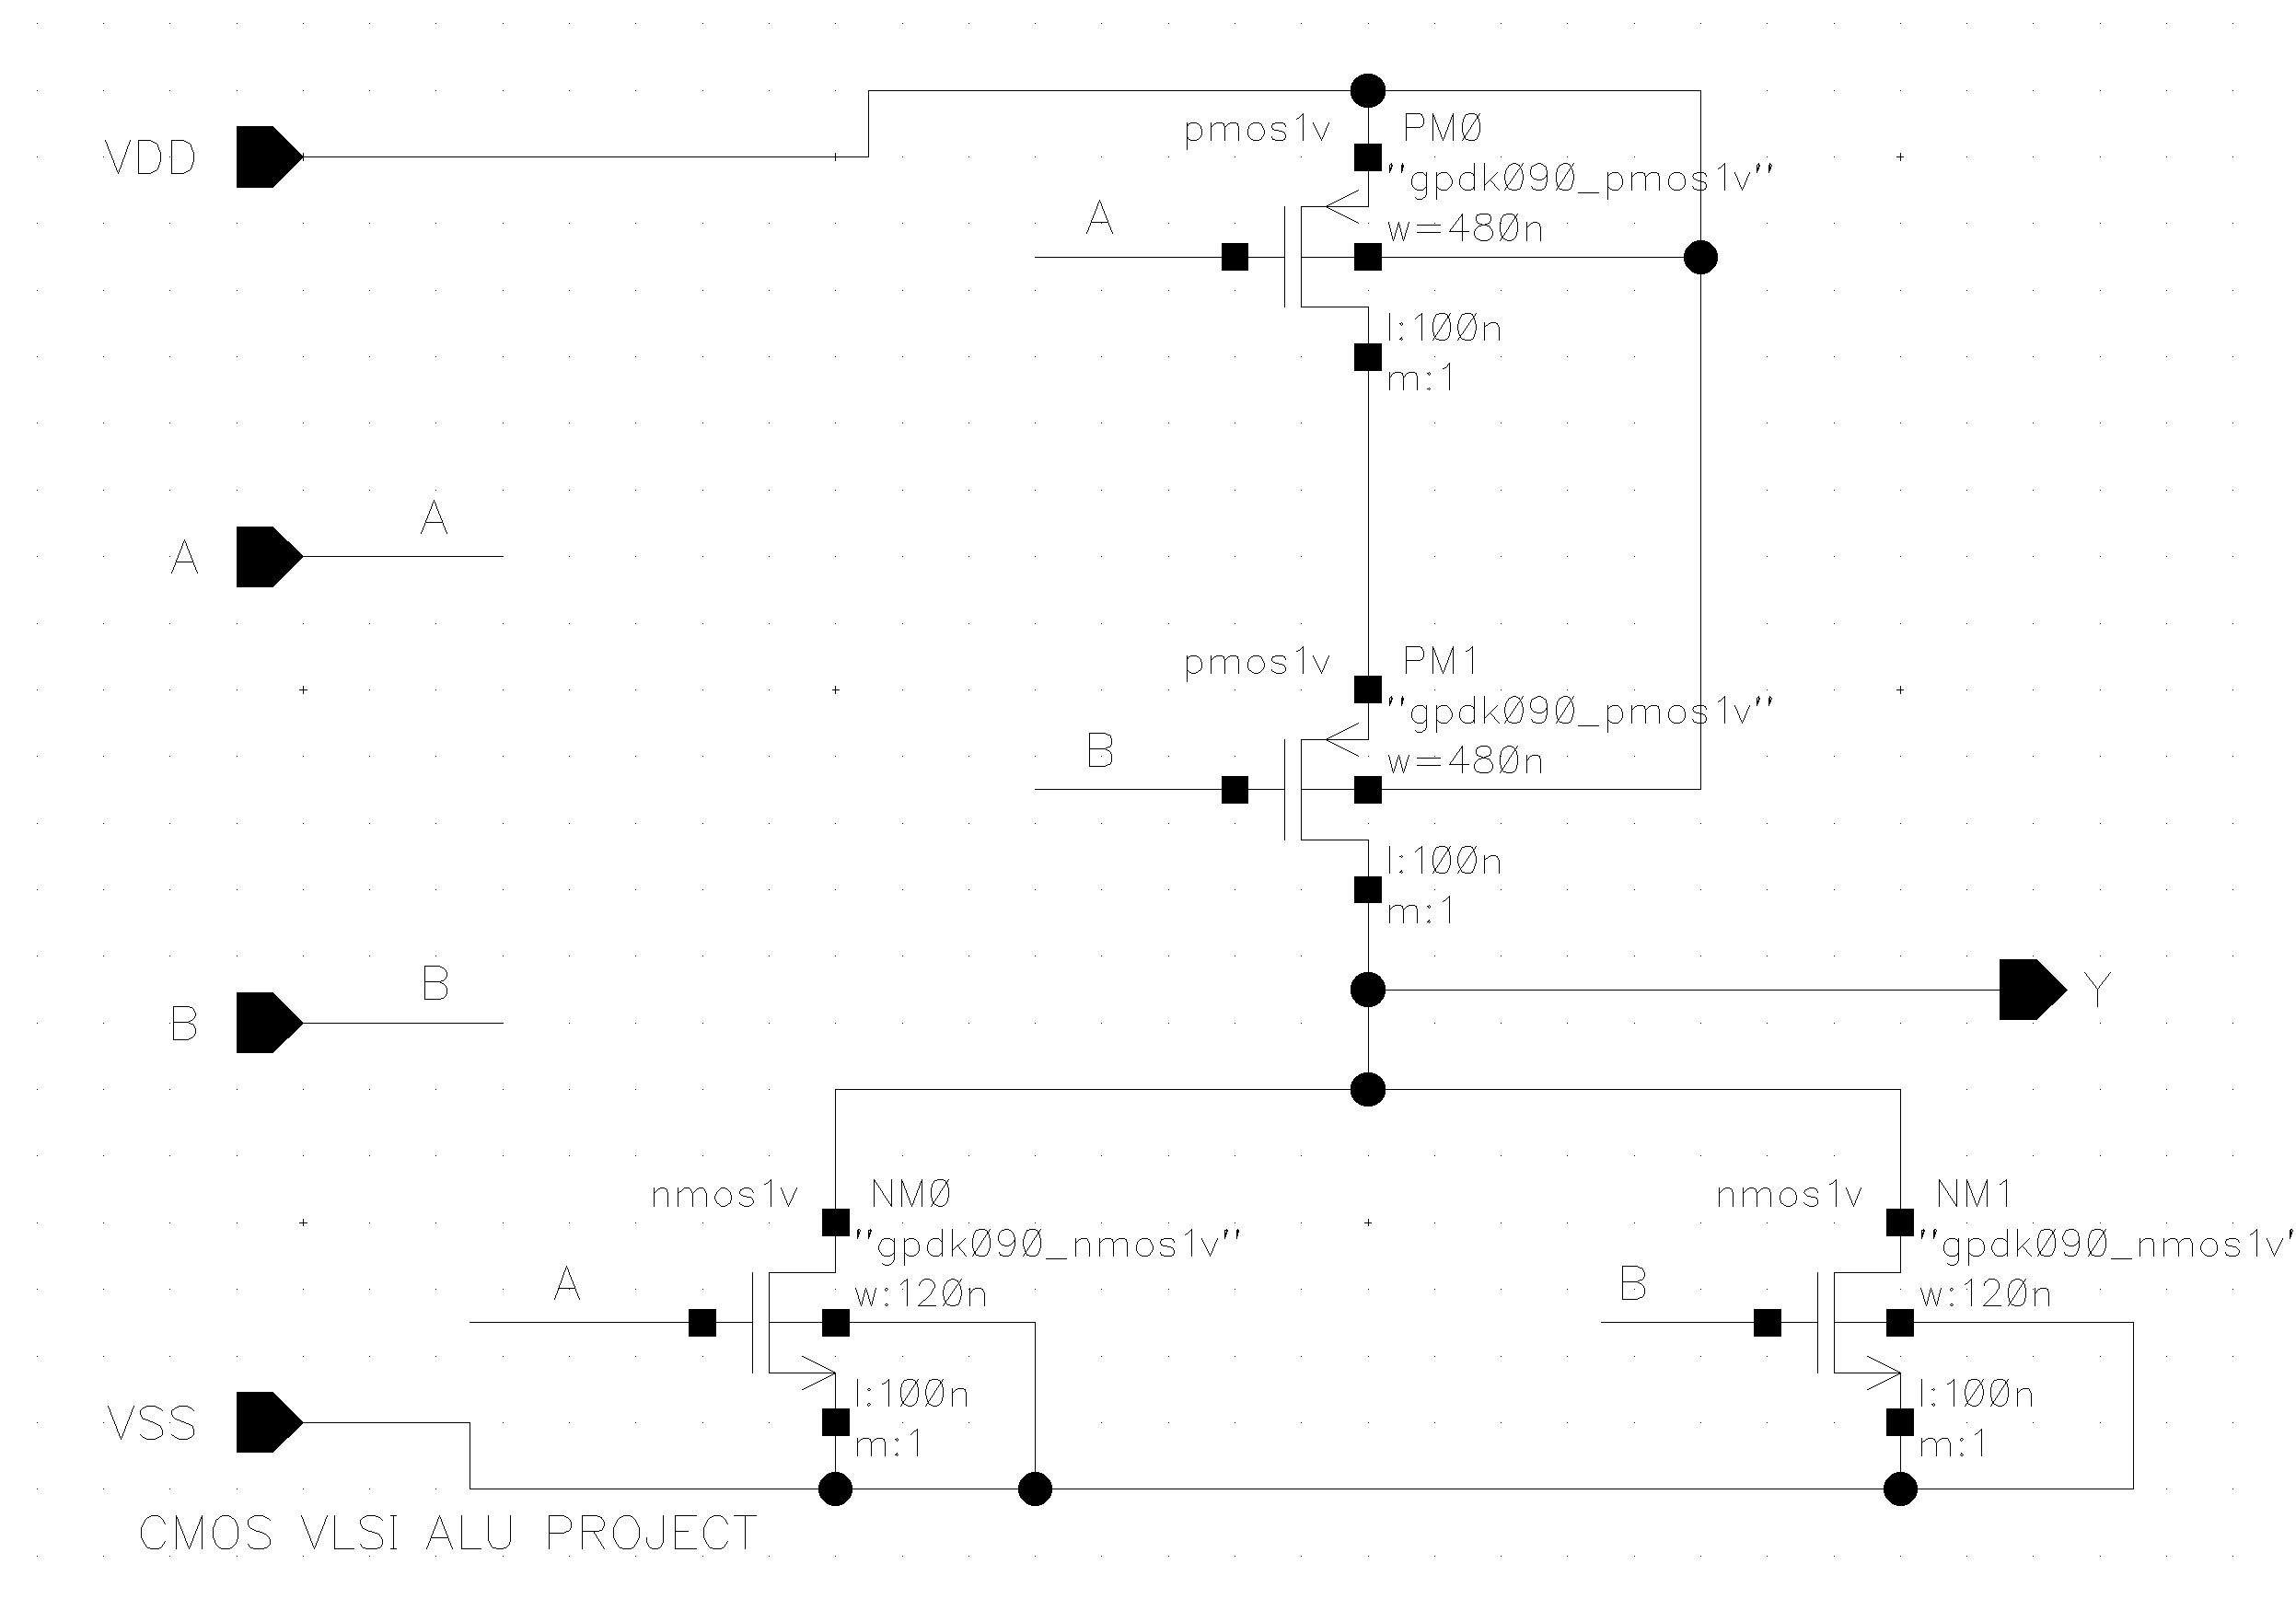 pmos1v PMØ
VDD
"gpdkØ9Ø_pmos1v"
A
w=48Øn
l:1ØØn
m:1
A
A
pmos1v PM1
"gpdkØ9Ø_pmos1v"
B
w=48Øn
l:1ØØn
m:1
B
B
Y
nmos1v NMØ
nmos1v NM1
"gpdkØ9Ø_nmos1v"
"gpdkØ9Ø_nmos1v"
A
w:12Øn
B
w:12Øn
l:1ØØn
l:1ØØn
VSS
m:1
m:1
CMOS VLSI ALU PROJECT